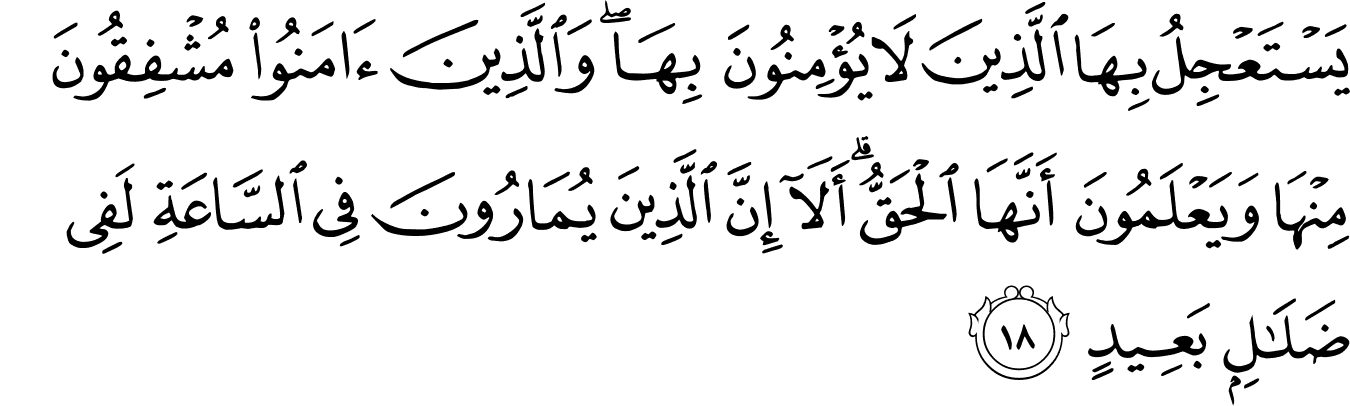 يَسْتَعْجِلُ بِهَا ٱلَّذِينَ لَا يُؤْمِنُونَ بِهَا ۖ وَٱلَّذِينَ ءَامَنُوا۟ مُشْفِقُونَ
مِنْهَا وَيَعْلَمُونَ أَنَّهَا ٱلْحَقُّ ۗ أَلَآ إِنَّ ٱلَّذِينَ يُمَارُونَ فِى ٱلسَّاعَةِ لَفِى
ضَلَـٰلٍۭ بَعِيدٍ ١٨